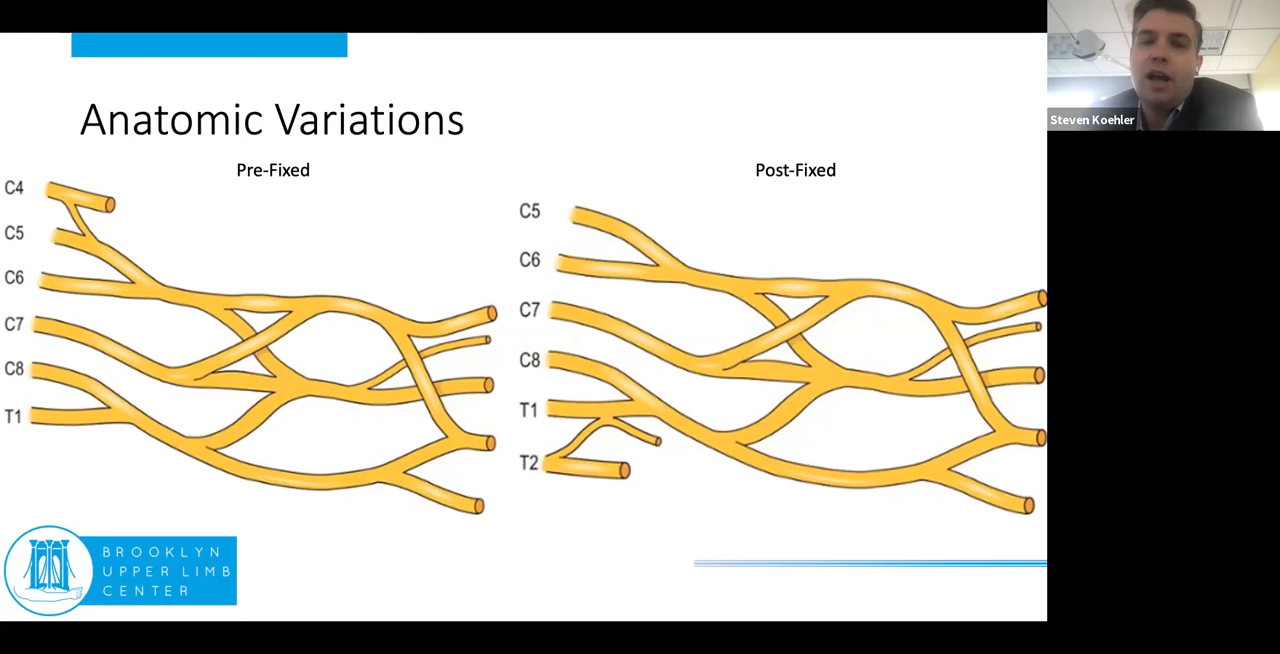 Anatomic Variations
Pre-Fixed
C4
C5
C6
C7
C8
T1
Post-Fixed
C5
C6
C7
C8
T1
T2
BROOKLYN
UPPER LIMB
CENTER
Steven Koehler